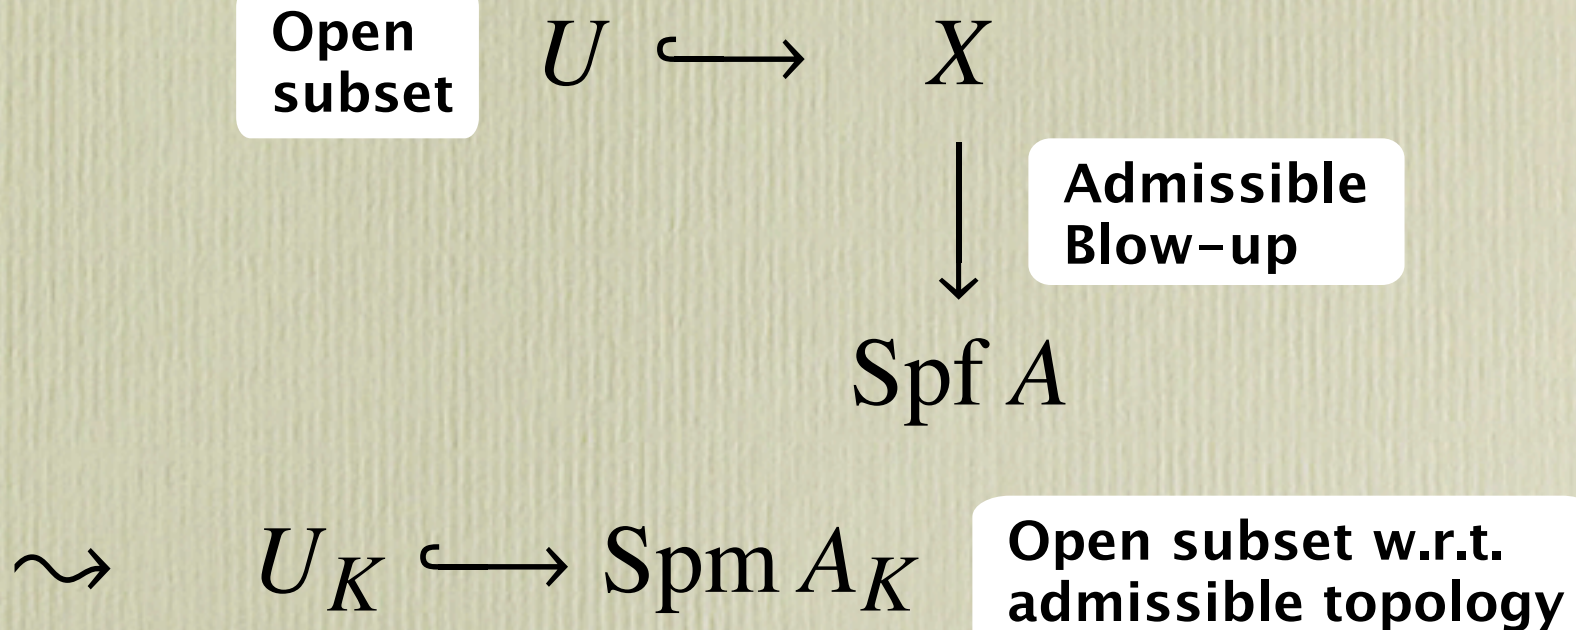 Open
subset
U ↪ X
Admissible
Blow-up
Spf A
⇝ U_K ↪ Spm A_K
Open subset w.r.t.
admissible topology